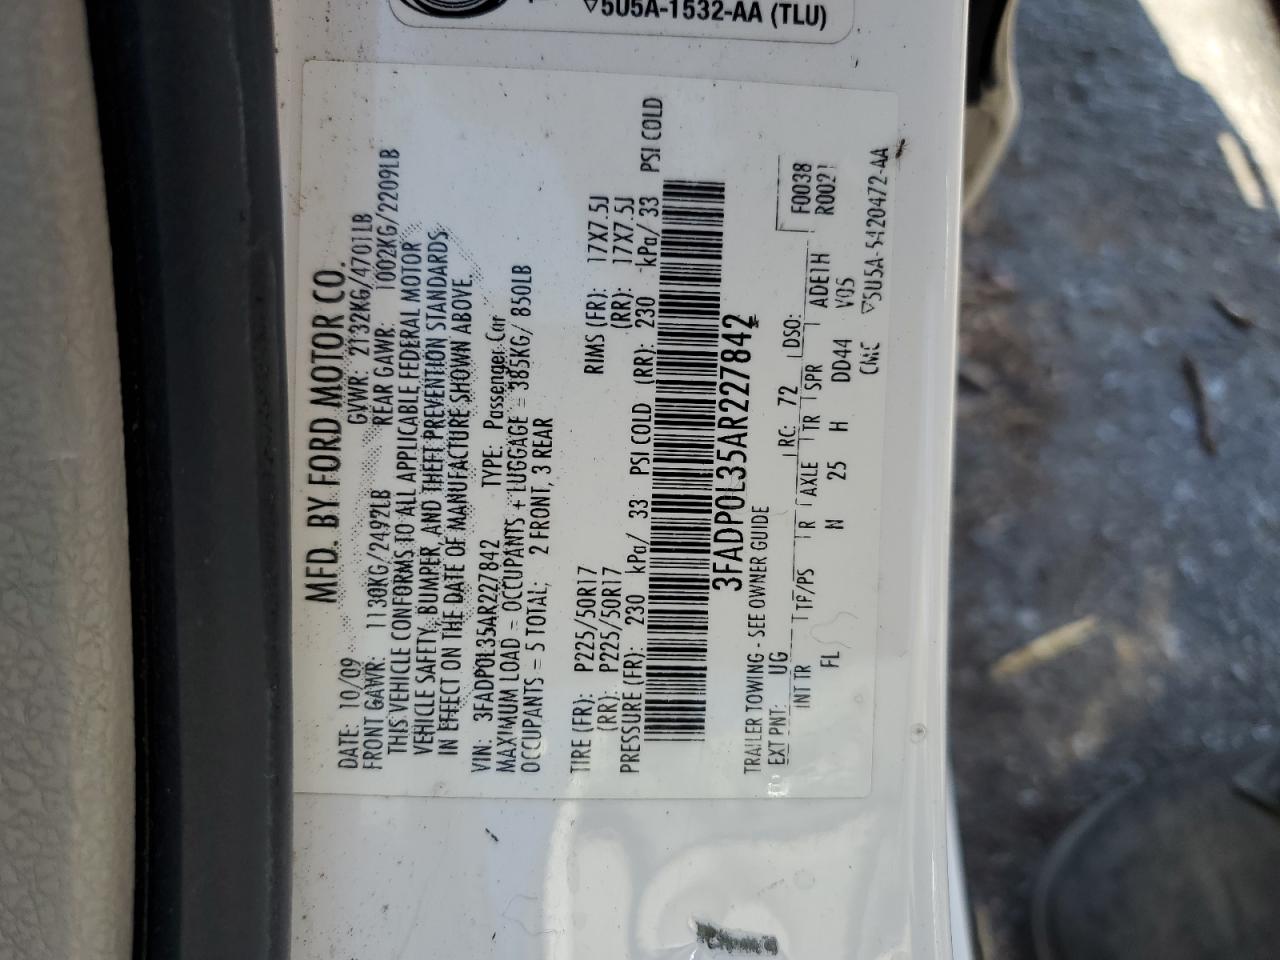 ▽5U5A-1532-AA (TLU)
MFD. BY FORD MOTOR CO.
DATE: 10/09 GVWR: 2132KG/4701LB
FRONT GAWR: 1130KG/2492LB REAR GAWR: 1002KG/2209LB
THIS VEHICLE CONFORMS TO ALL APPLICABLE FEDERAL MOTOR
VEHICLE SAFETY, BUMPER, AND THEFT PREVENTION STANDARDS
IN EFFECT ON THE DATE OF MANUFACTURE SHOWN ABOVE.
VIN: 3FADP0L35AR227842 TYPE: Passenger Car
MAXIMUM LOAD = OCCUPANTS + LUGGAGE = 385KG/ 850LB
OCCUPANTS = 5 TOTAL; 2 FRONT, 3 REAR
TIRE (FR): P225/50R17 RIMS (FR): 17X7.5J
(RR): P225/50R17 (RR): 17X7.5J
PRESSURE (FR): 230 kPa/ 33 PSI COLD (RR): 230 kPa/ 33 PSI COLD
3FADP0L35AR227842
TRAILER TOWING - SEE OWNER GUIDE
EXT PNT: UG RC: 72 DSO: F0038
INT TR TP/PS R AXLE TR SPR ADE1H R0021
FL N 25 H DD44 V05
CMC ▽5U5A-5420472-AA